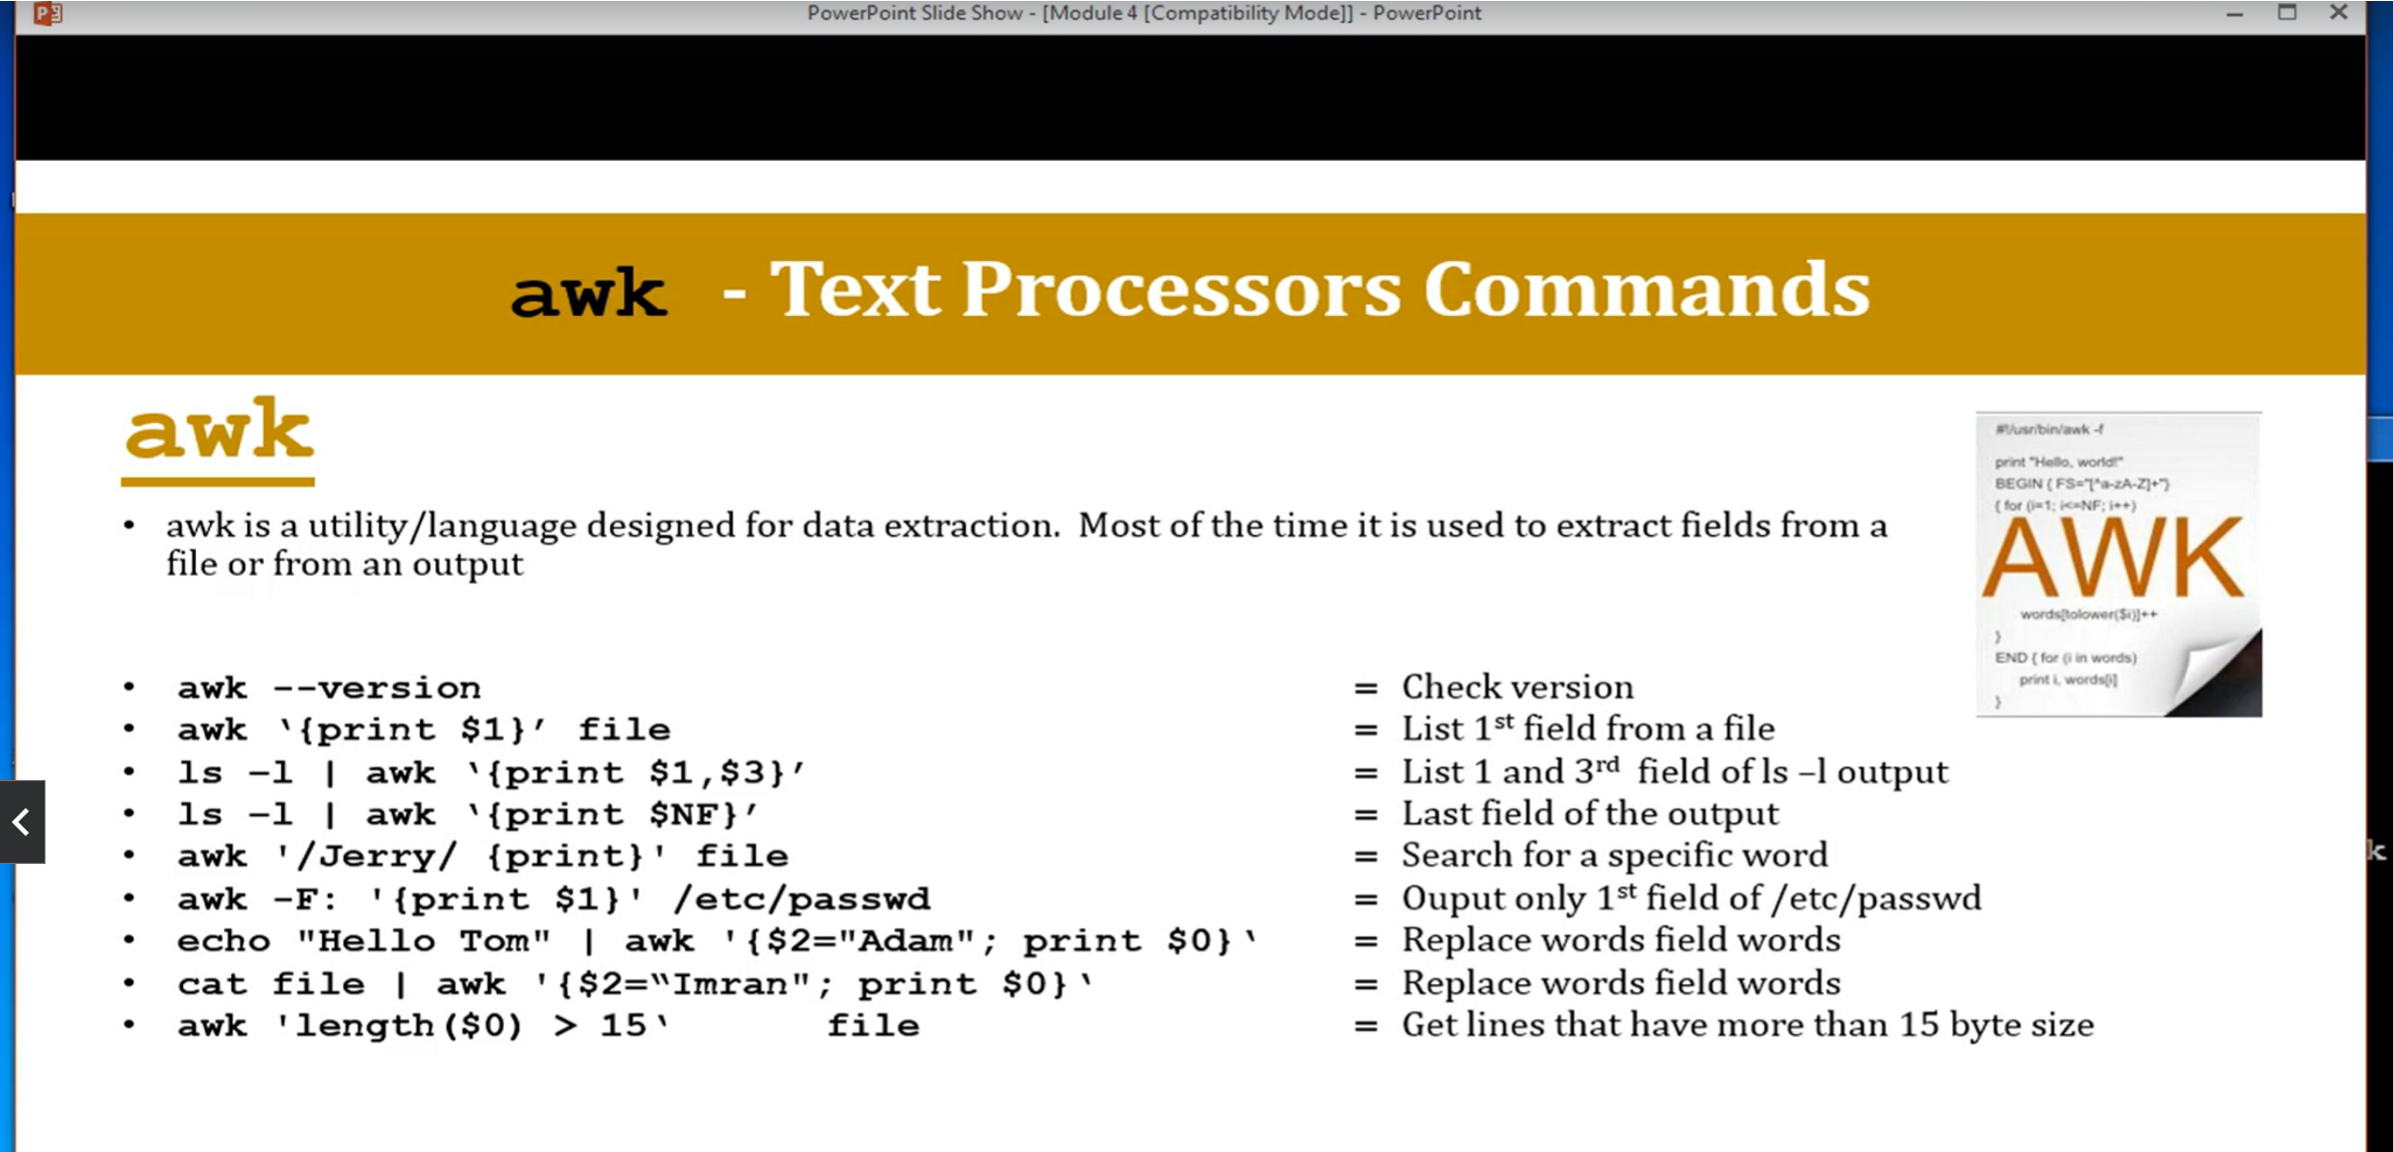 PowerPoint Slide Show - [Module 4 [Compatibility Mode]] - PowerPoint
awk - Text Processors Commands
awk
• awk is a utility/language designed for data extraction. Most of the time it is used to extract fields from a
file or from an output
#!/usr/bin/awk -f
print "Hello, world!"
BEGIN { FS="[^a-zA-Z]+"}
{ for (i=1; i<=NF; i++)
AWK
words[tolower($i)]++
}
END { for (i in words)
print i, words[i]
}
• awk --version = Check version
• awk ‘{print $1}’ file = List 1st field from a file
• ls –l | awk ‘{print $1,$3}’ = List 1 and 3rd field of ls –l output
• ls –l | awk ‘{print $NF}’ = Last field of the output
• awk '/Jerry/ {print}' file = Search for a specific word
• awk -F: '{print $1}' /etc/passwd = Ouput only 1st field of /etc/passwd
• echo "Hello Tom" | awk '{$2="Adam"; print $0}‘ = Replace words field words
• cat file | awk '{$2=“Imran"; print $0}‘ = Replace words field words
• awk 'length($0) > 15‘ file = Get lines that have more than 15 byte size
k